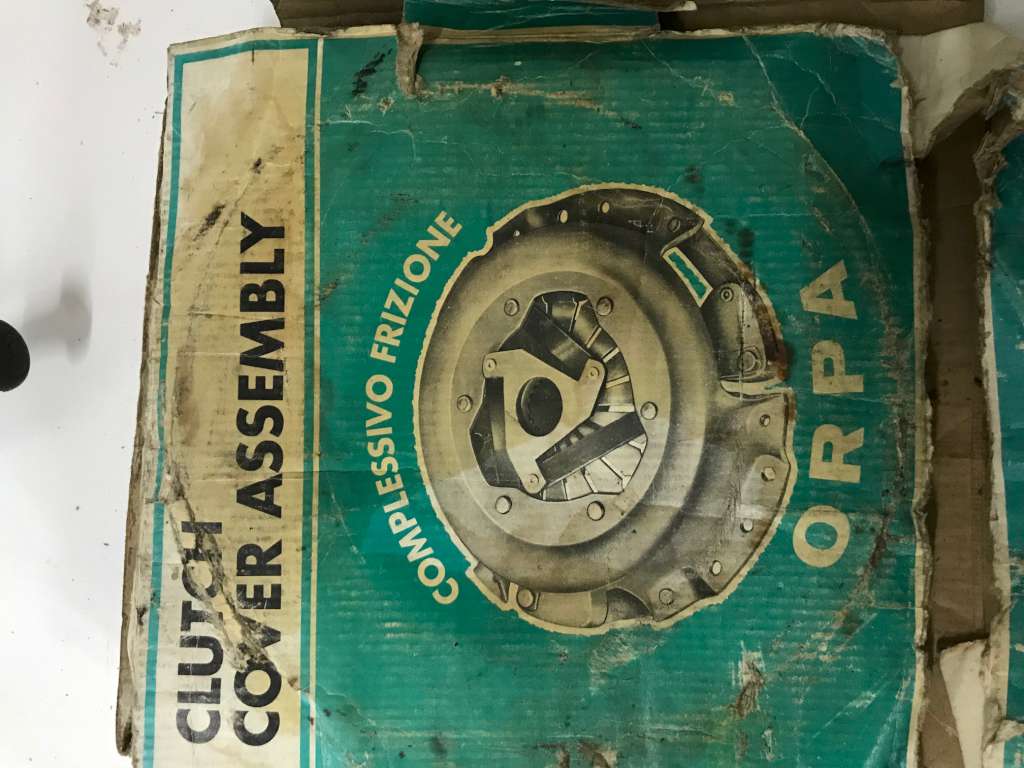 CLUTCH
COVER ASSEMBLY
COMPLESSIVO FRIZIONE
ORPA